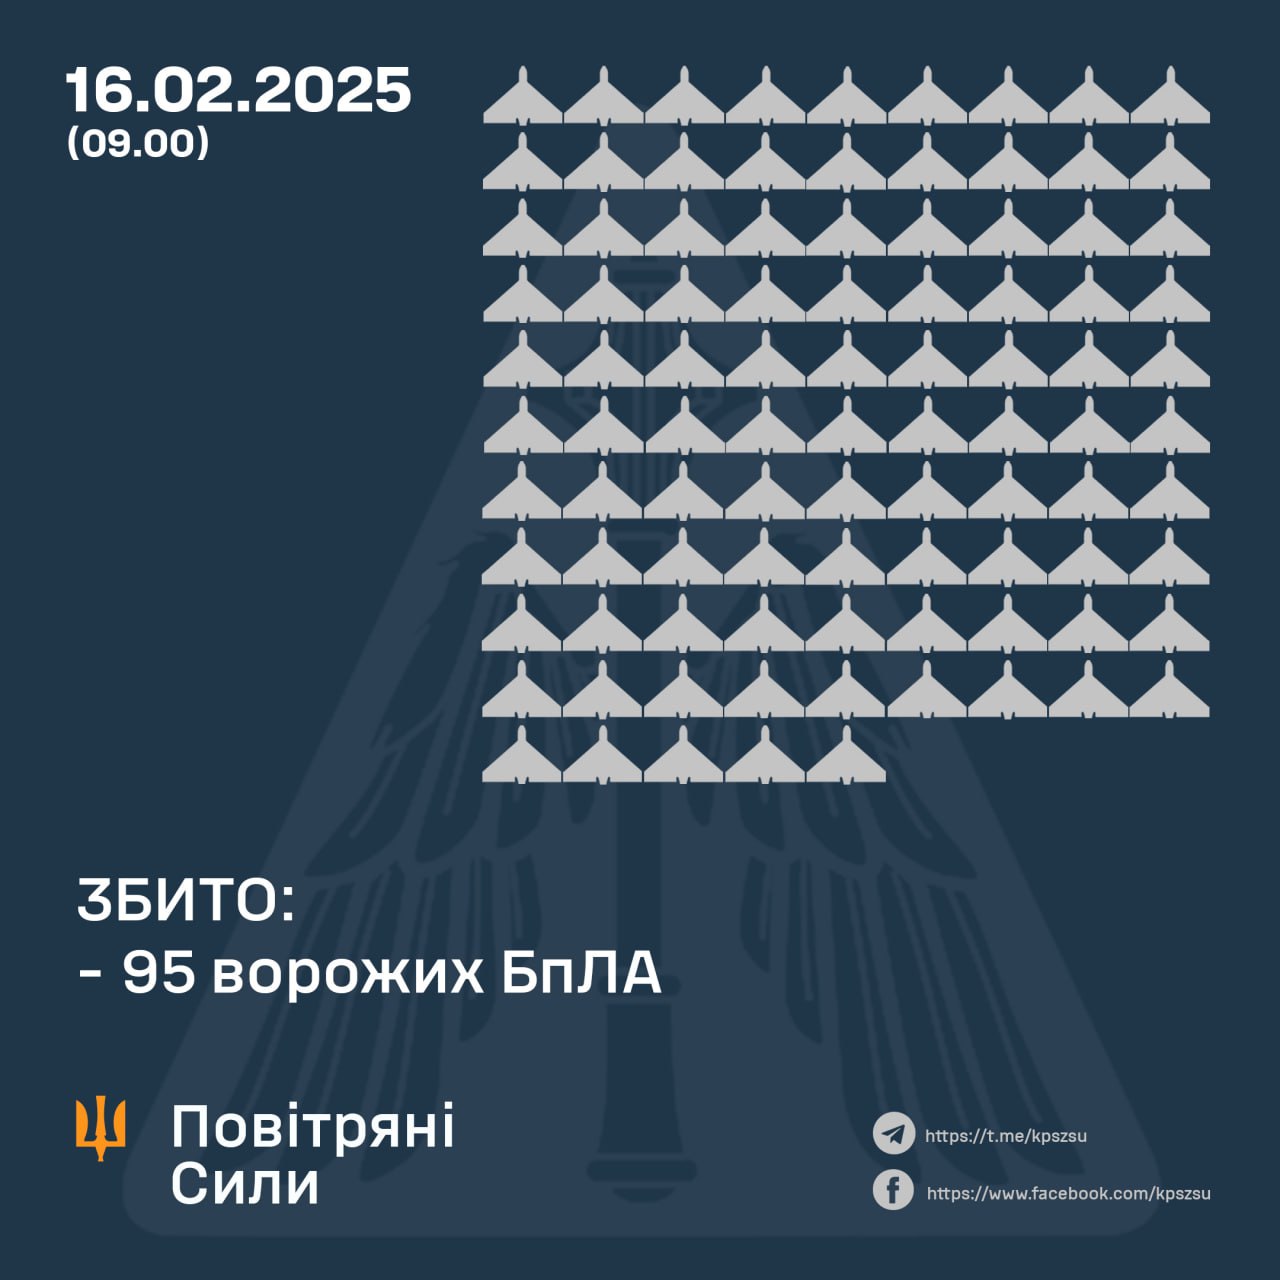 16.02.2025
(09.00)
ЗБИТО:
- 95 ворожих БпЛА
Повітряні
Сили
https://t.me/kpszsu
https://www.facebook.com/kpszsu